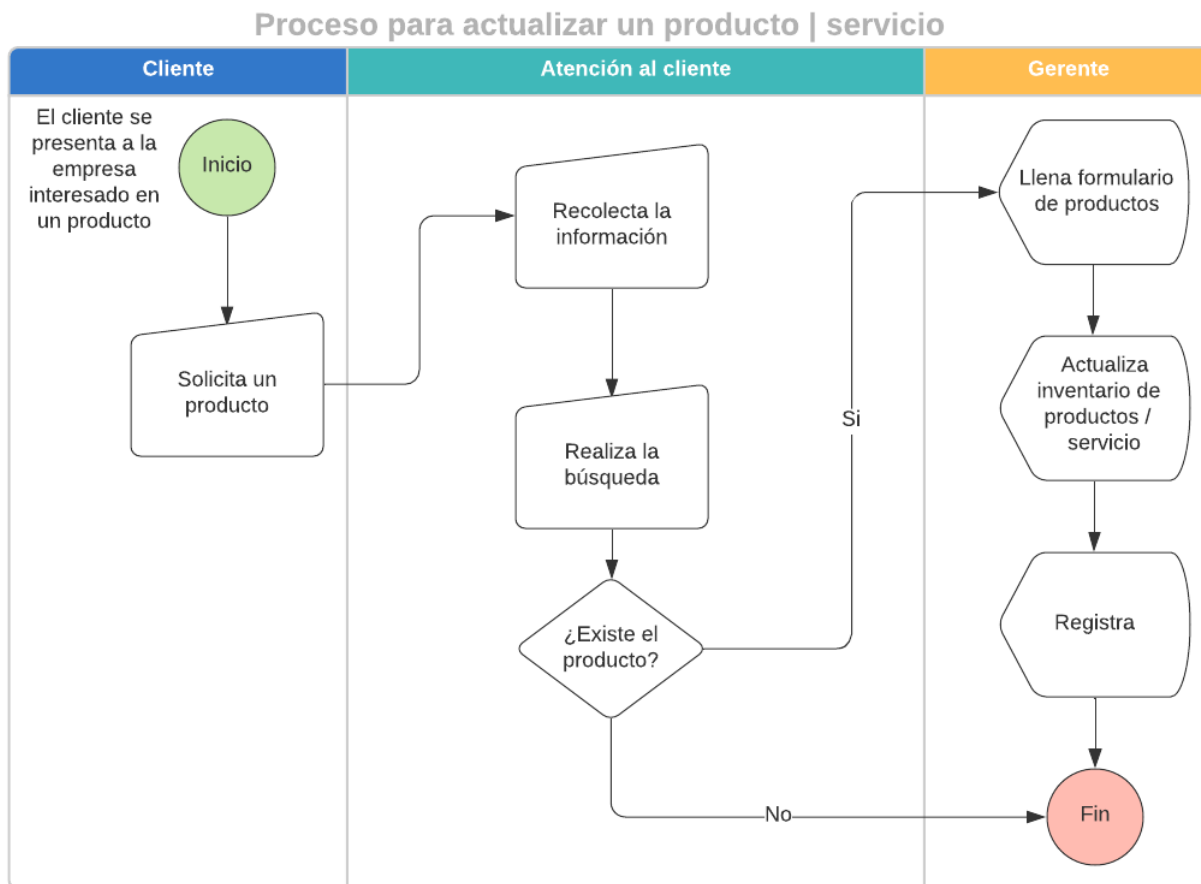 Proceso para actualizar un producto | servicio
Cliente
Atención al cliente
Gerente
El cliente se
presenta a la
empresa
interesado en
un producto
Inicio
Solicita un
producto
Recolecta la
información
Realiza la
búsqueda
¿Existe el
producto?
Si
No
Llena formulario
de productos
Actualiza
inventario de
productos /
servicio
Registra
Fin